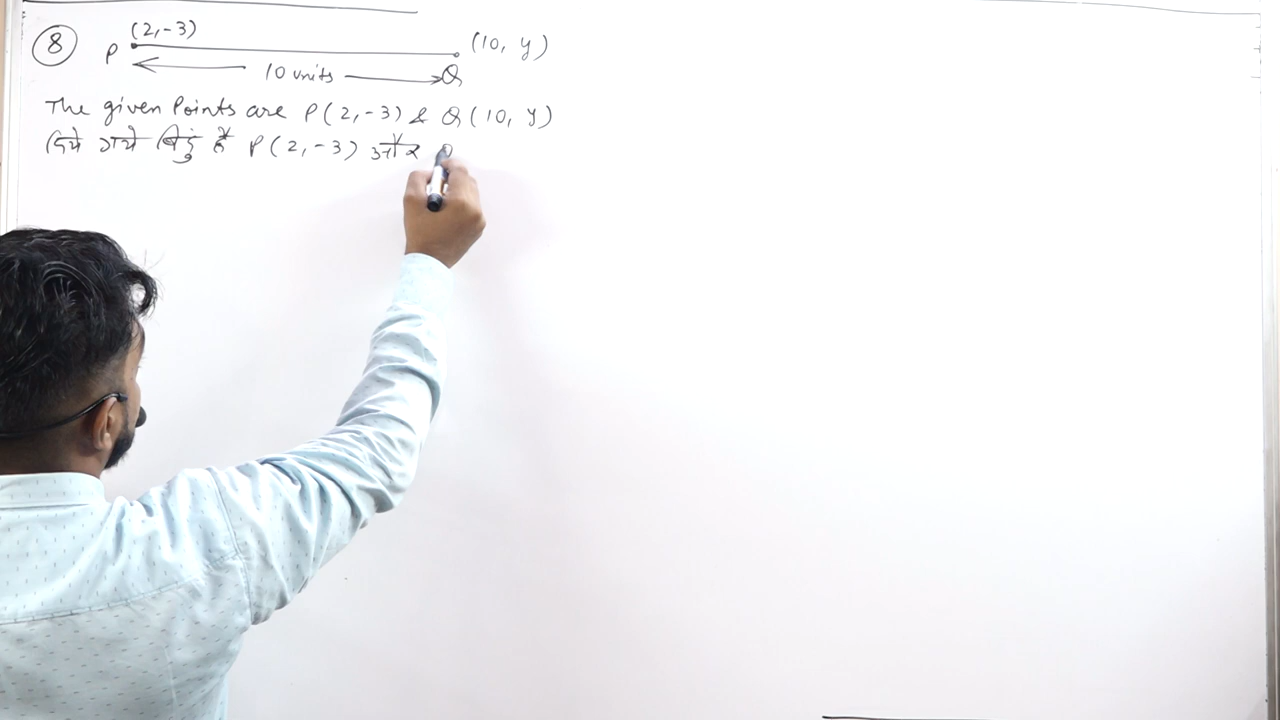 8
(2,-3)
P
(10, y)
10 units
Q
The given Points are P(2,-3) & Q(10, y)
दिये गये बिंदु हैं P(2,-3) और